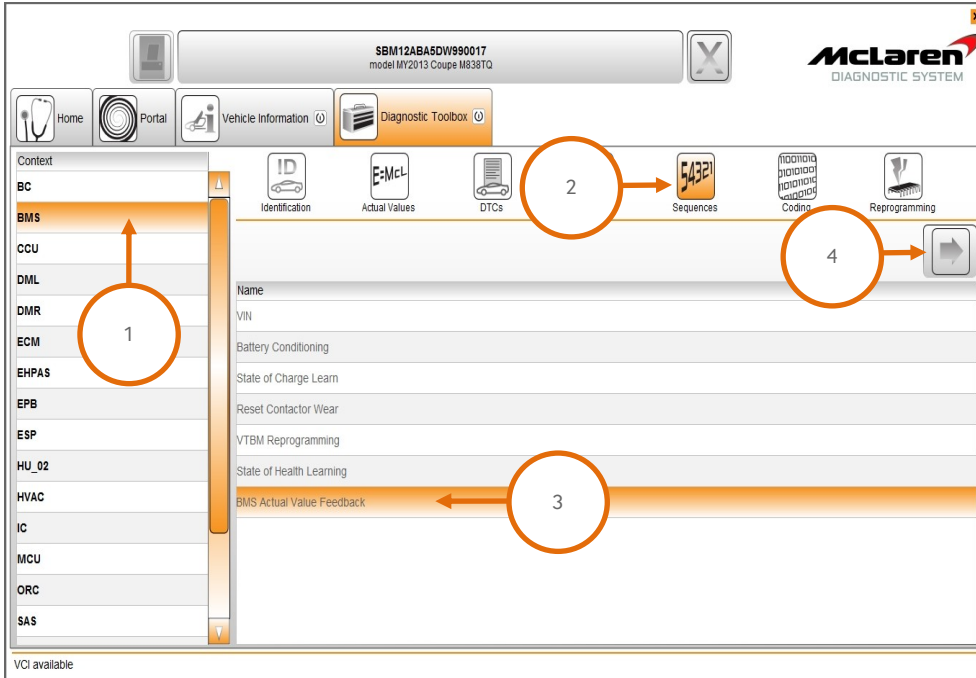 SBM12ABA5DW990017
model MY2013 Coupe M838TQ
McLaren
DIAGNOSTIC SYSTEM
Home
Portal
Vehicle Information
Diagnostic Toolbox
Context
BC
BMS
CCU
DML
DMR
ECM
EHPAS
EPB
ESP
HU_02
HVAC
IC
MCU
ORC
SAS
1
ID
Identification
E=McL
Actual Values
DTCs
2
54321
Sequences
Coding
Reprogramming
4
Name
VIN
Battery Conditioning
State of Charge Learn
Reset Contactor Wear
VTBM Reprogramming
State of Health Learning
BMS Actual Value Feedback
3
VCI available